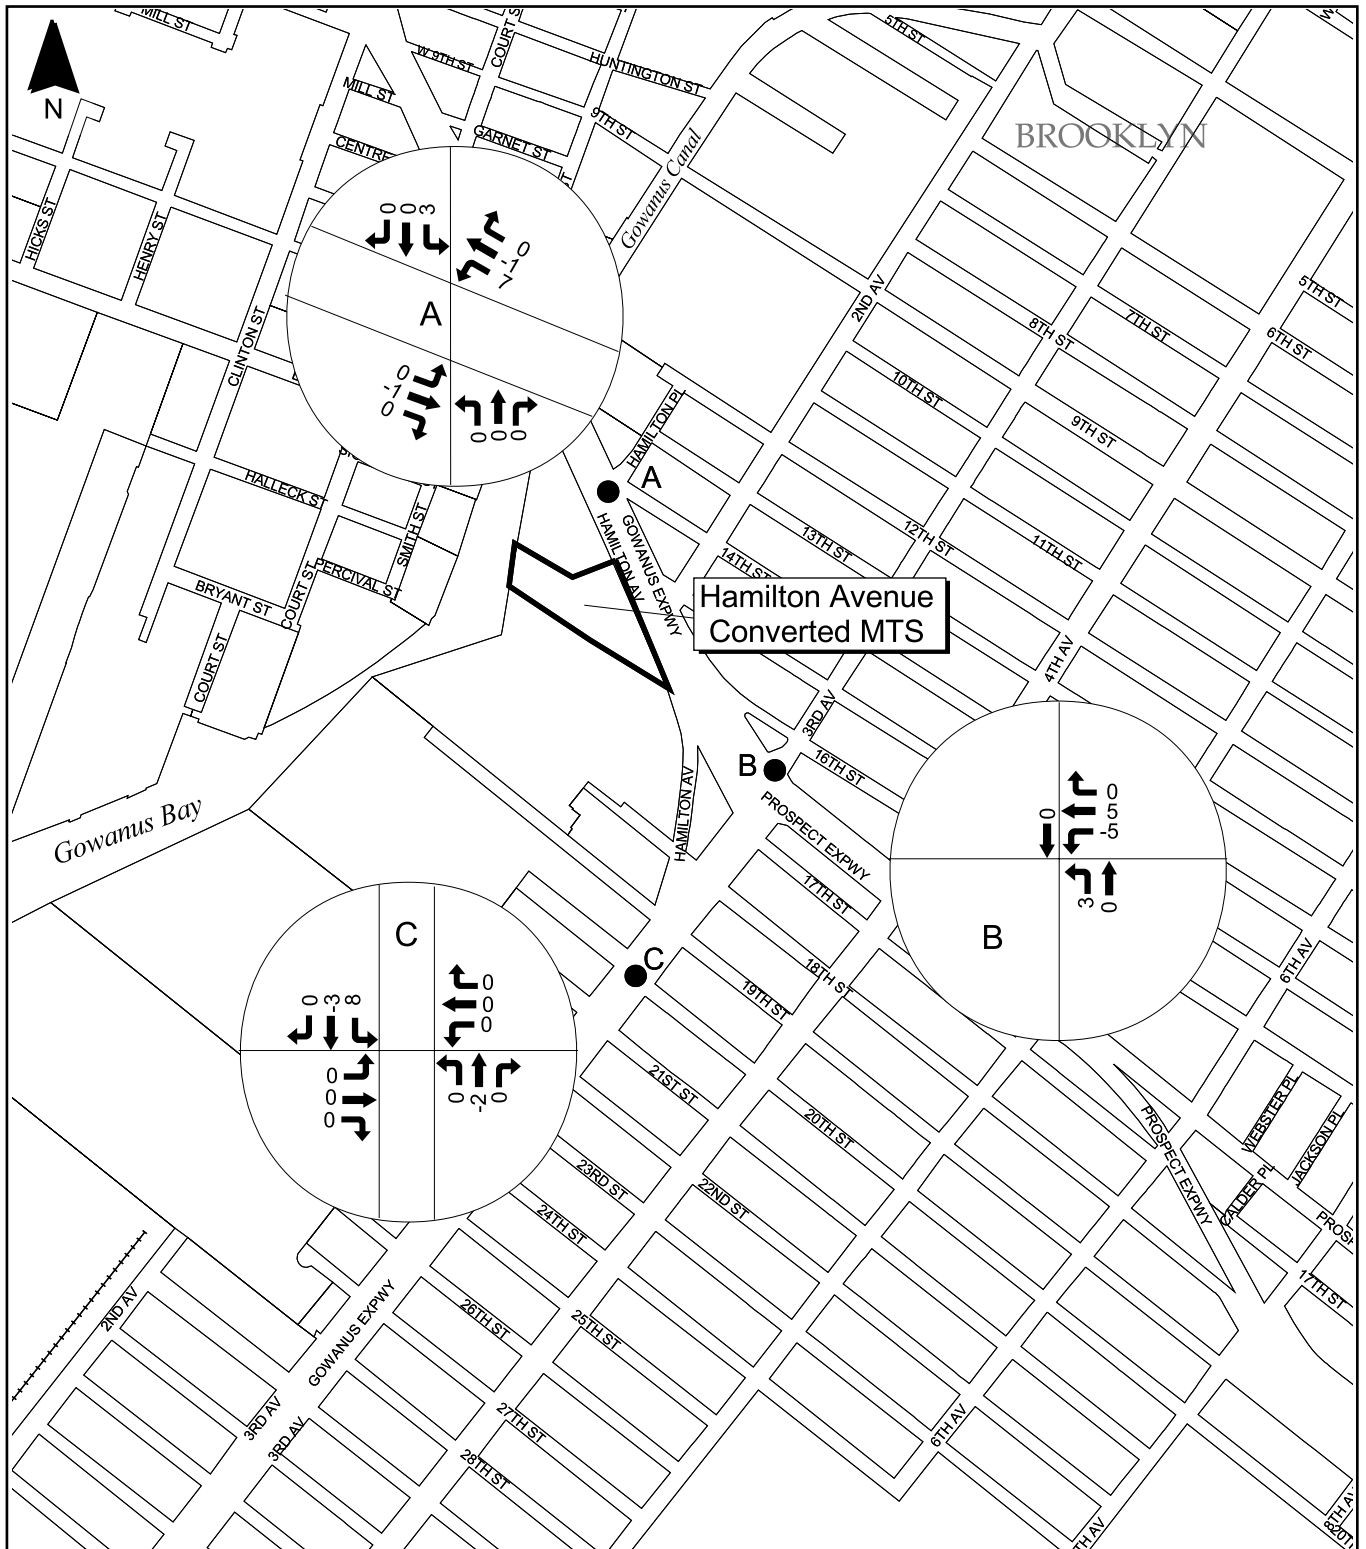 MILL ST
W 9TH ST
COURT S
HUNTINGTON ST
5TH ST
N
MILL ST
9TH ST
GARNET ST
CENTRE
BROOKLYN
Gowanus Canal
HICKS ST
HENRY ST
CLINTON ST
0 0 3
0
-1
7
A
0
-1
0
0 0 0
2ND AV
5TH ST
7TH ST
8TH ST
6TH ST
10TH ST
9TH ST
HAMILTON PL
A
HALLECK ST
SMITH ST
PERCIVAL ST
BRYANT ST
COURT ST
COURT ST
HAMILTON AV
GOWANUS EXPWY
14TH ST
13TH ST
12TH ST
11TH ST
Hamilton Avenue
Converted MTS
4TH AV
3RD AV
B
16TH ST
PROSPECT EXPWY
HAMILTON AV
17TH ST
Gowanus Bay
0
0
5
-5
3
0
B
C
0 -3 8
0
0
0
0
0
0
0 -2 0
C
18TH ST
19TH ST
6TH AV
21ST ST
20TH ST
23RD ST
22ND ST
24TH ST
WEBSTER PL
JACKSON PL
CALDER PL
PROSPECT EXPWY
PROSP
17TH ST
2ND AV
GOWANUS EXPWY
26TH ST
25TH ST
3RD AV
3RD AV
27TH ST
28TH ST
6TH AV
TH AV
8TH AV
20T